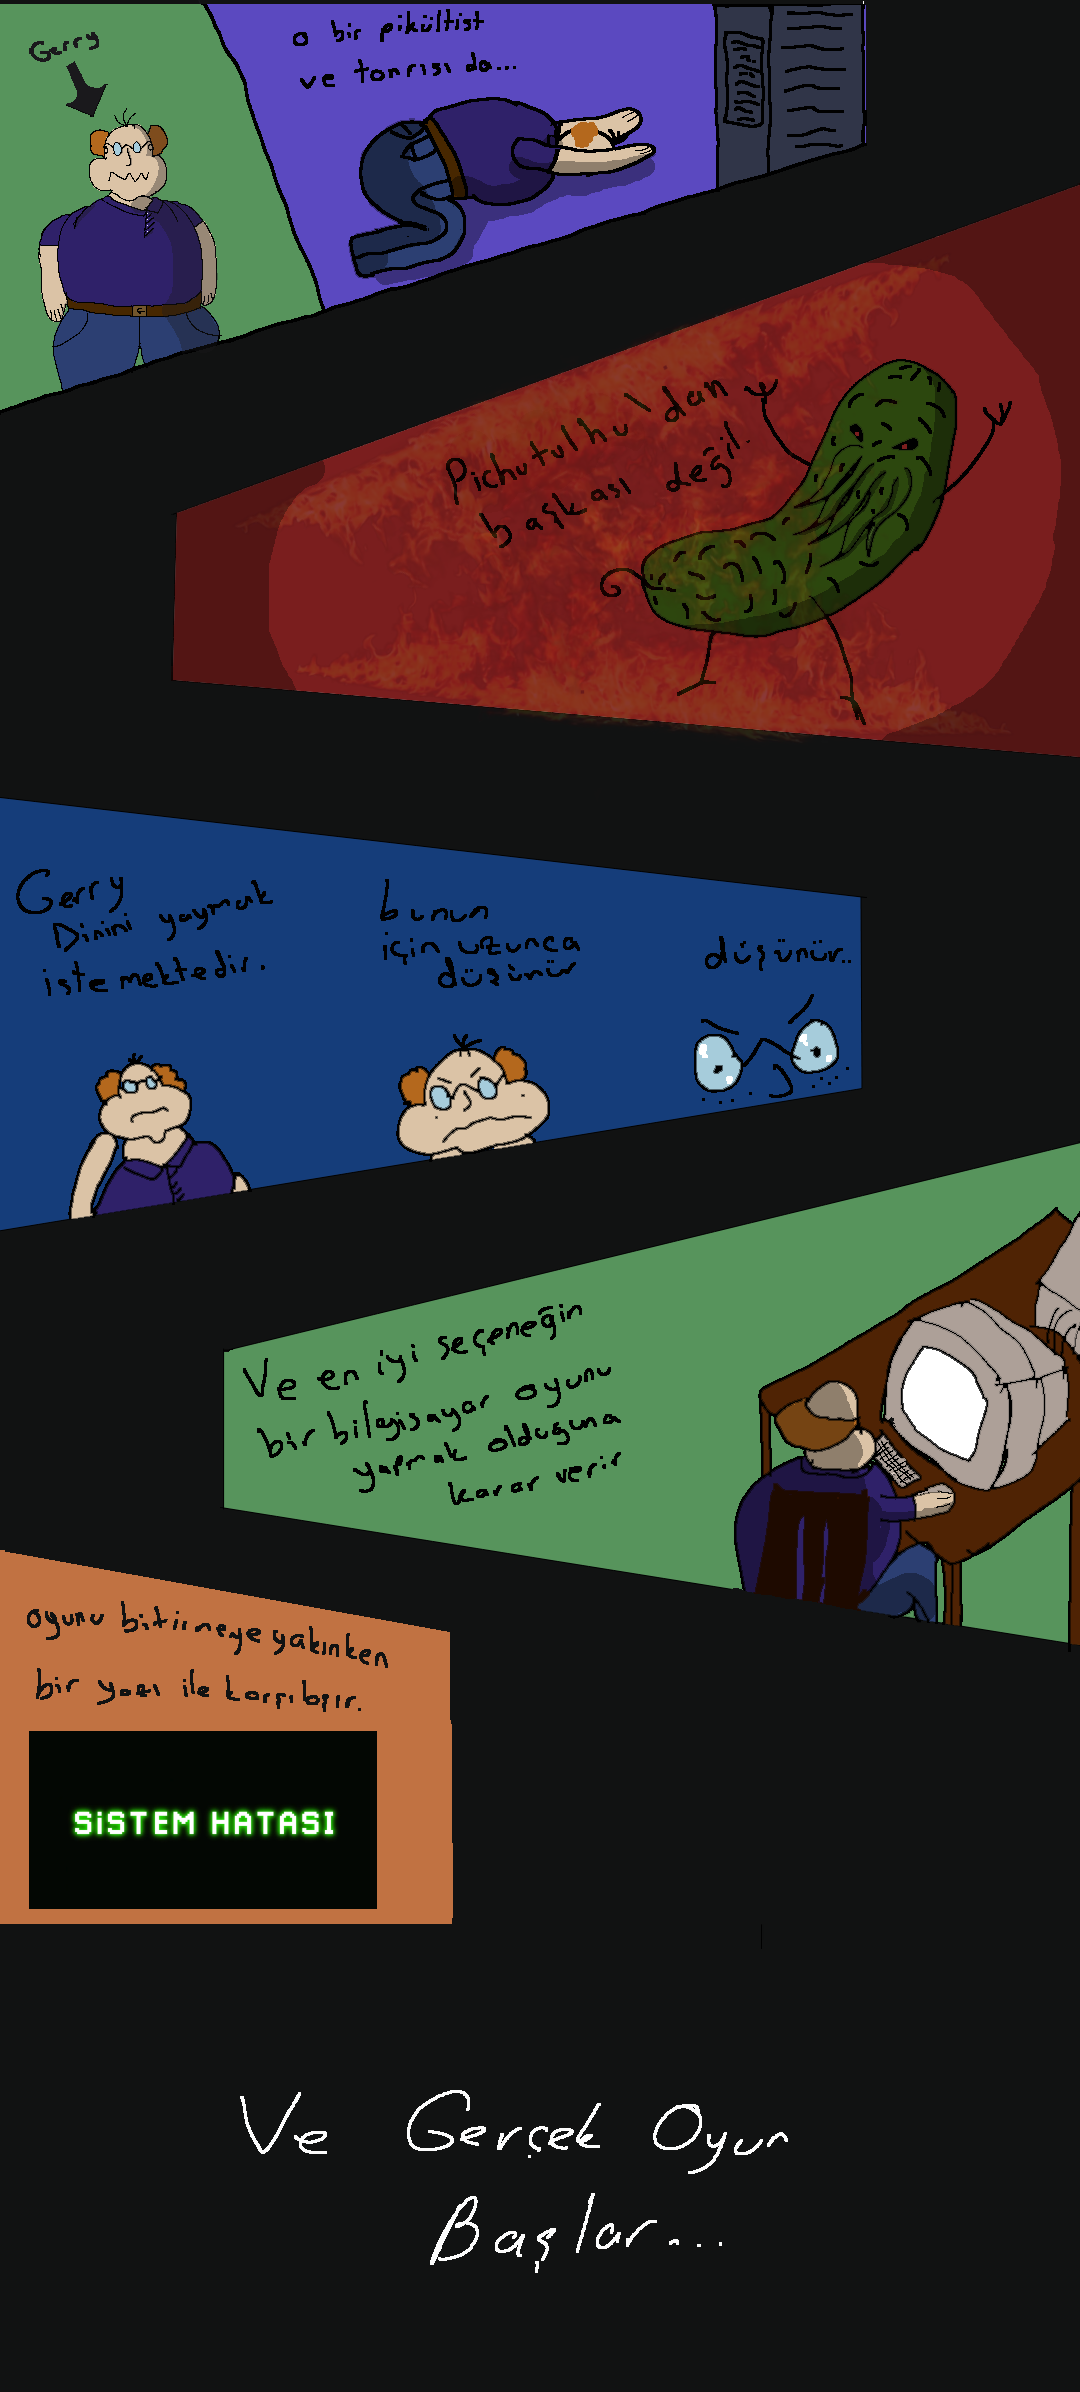 Gerry
o bir pikültist
ve tanrısı da...
Pichutulhu'dan
başkası değil.
Gerry
Dinini yaymak
istemektedir.
bunun
için uzunca
düşünür
düşünür..
Ve en iyi seçeneğin
bir bilgisayar oyunu
yapmak olduğuna
karar verir
oyunu bitirmeye yakınken
bir yazı ile karşılaşır.
SİSTEM HATASI
Ve Gerçek Oyun
Başlar...